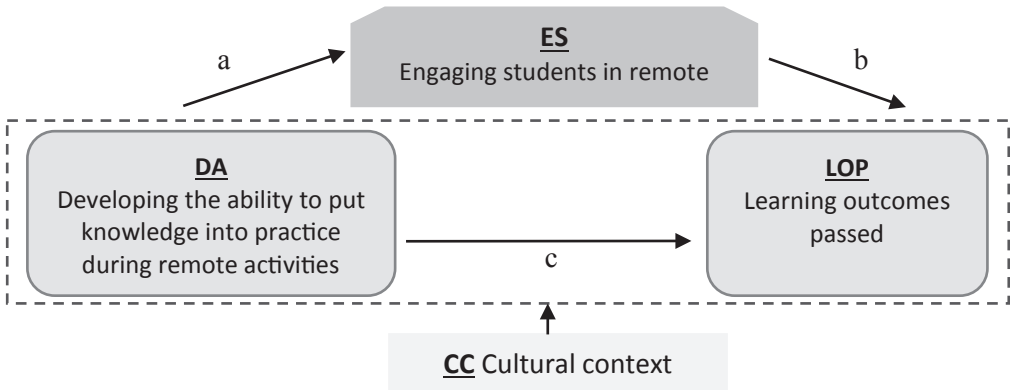 ES
Engaging students in remote
a
b
DA
Developing the ability to put
knowledge into practice
during remote activities
LOP
Learning outcomes
passed
c
CC Cultural context